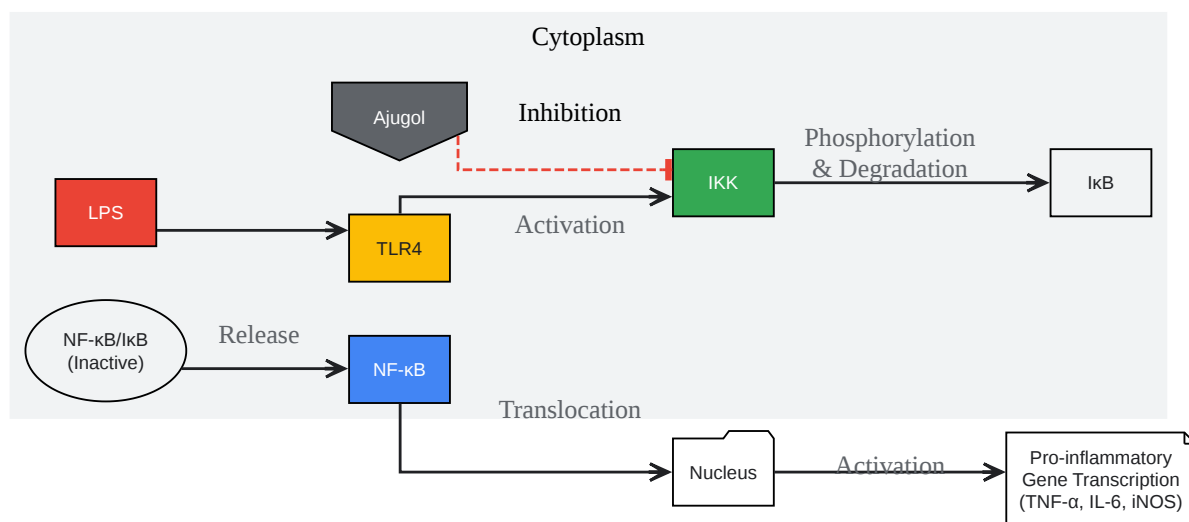 Cytoplasm
Ajugol
Inhibition
Phosphorylation
& Degradation
LPS
TLR4
Activation
IKK
IκB
NF-κB/IκB
(Inactive)
Release
NF-κB
Translocation
Nucleus
Activation
Pro-inflammatory
Gene Transcription
(TNF-α, IL-6, iNOS)